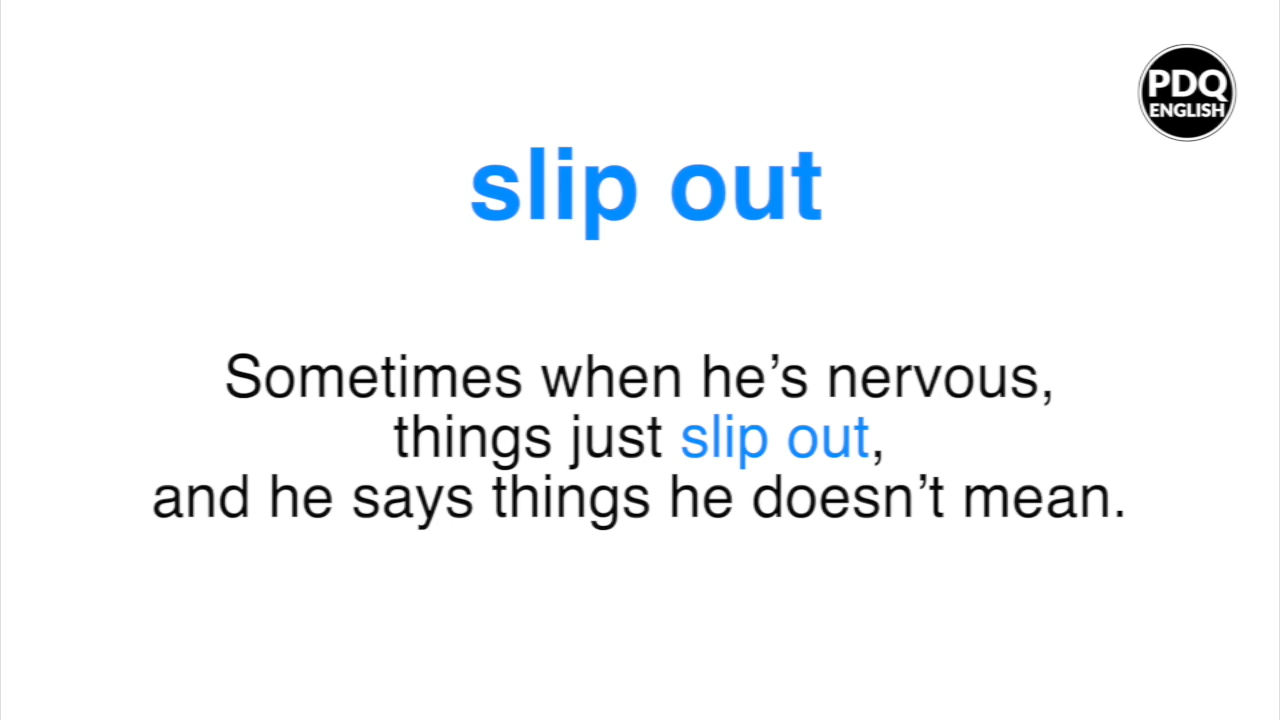 PDQ
ENGLISH
slip out
Sometimes when he’s nervous,
things just slip out,
and he says things he doesn’t mean.